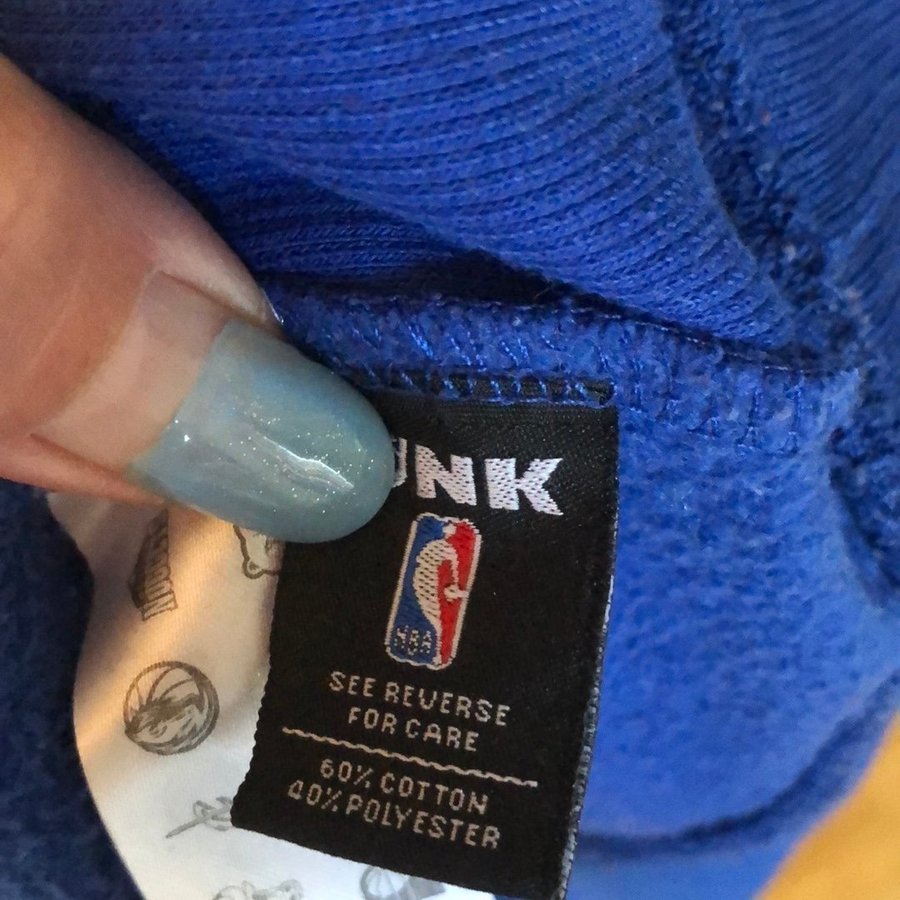 UNK
NBA
SEE REVERSE
FOR CARE
60% COTTON
40% POLYESTER